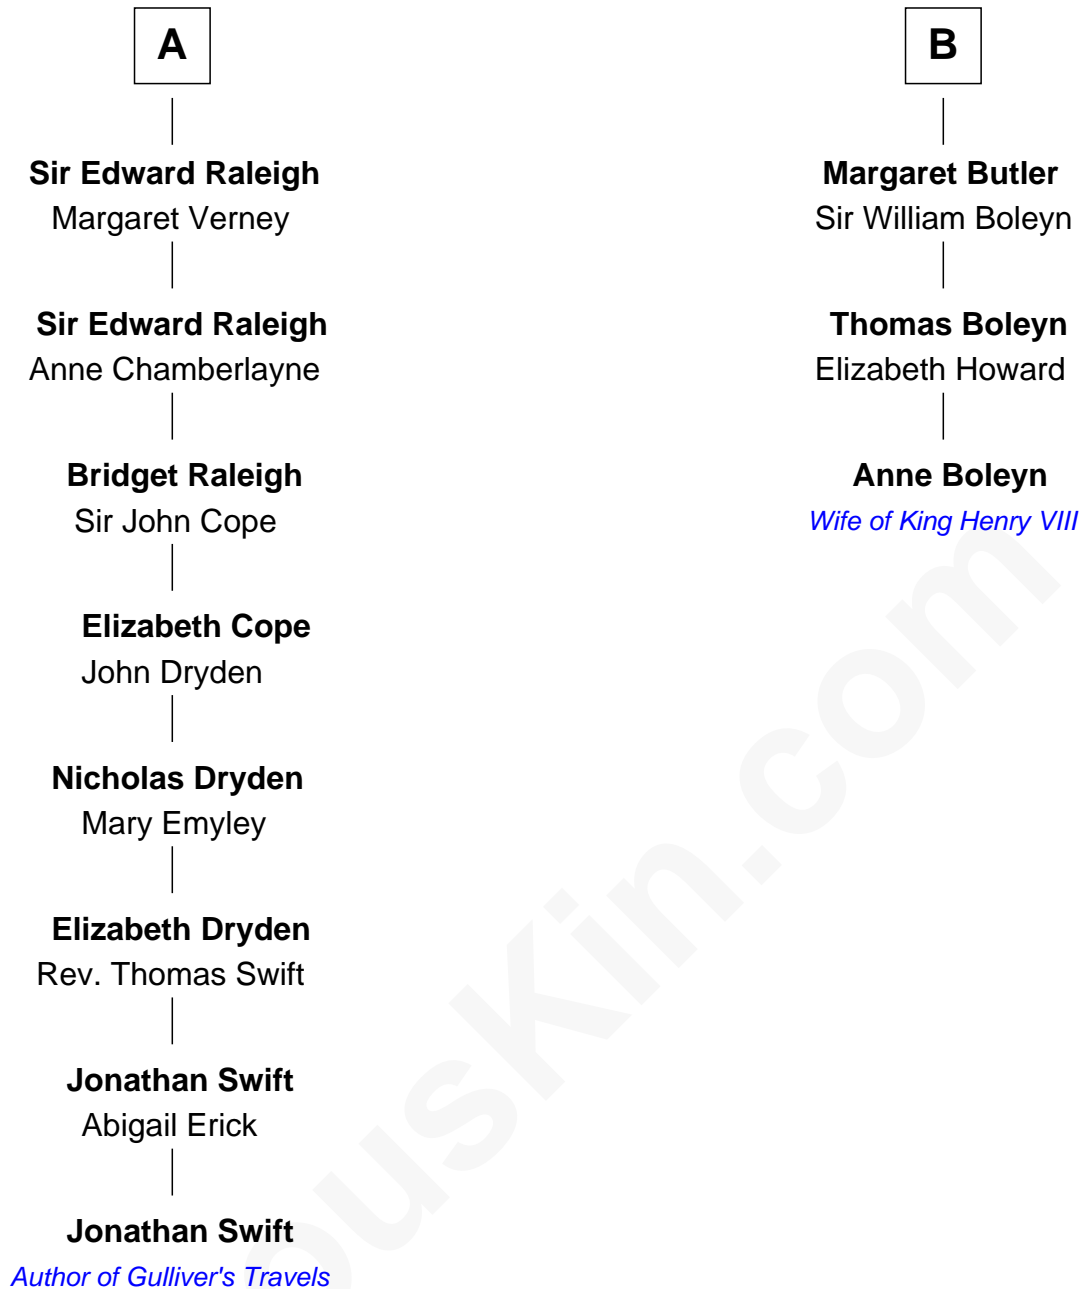 A
Sir Edward Raleigh
Margaret Verney
Sir Edward Raleigh
Anne Chamberlayne
Bridget Raleigh
Sir John Cope
Elizabeth Cope
John Dryden
Nicholas Dryden
Mary Emyley
Elizabeth Dryden
Rev. Thomas Swift
Jonathan Swift
Abigail Erick
Jonathan Swift
Author of Gulliver's Travels
B
Margaret Butler
Sir William Boleyn
Thomas Boleyn
Elizabeth Howard
Anne Boleyn
Wife of King Henry VIII
ousKin.com